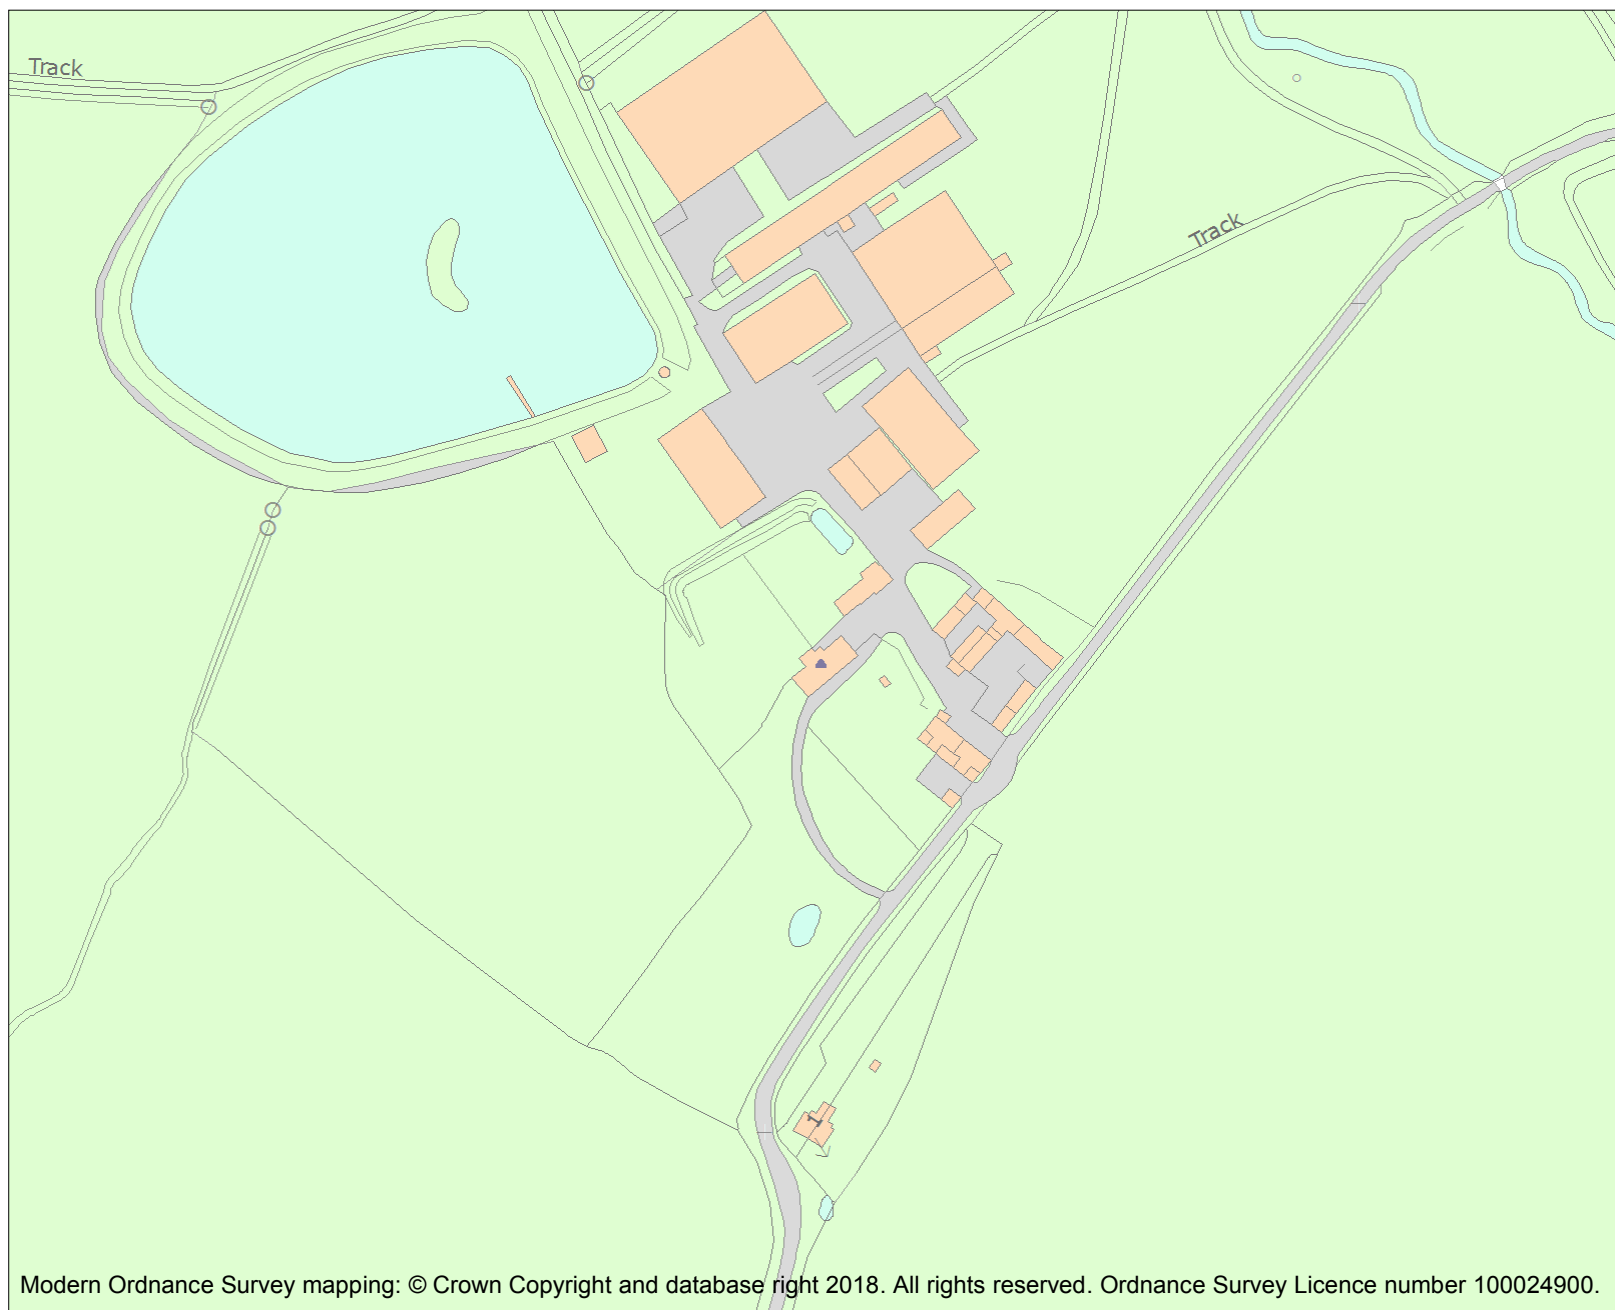 Track
Track
1
Modern Ordnance Survey mapping: © Crown Copyright and database right 2018. All rights reserved. Ordnance Survey Licence number 100024900.